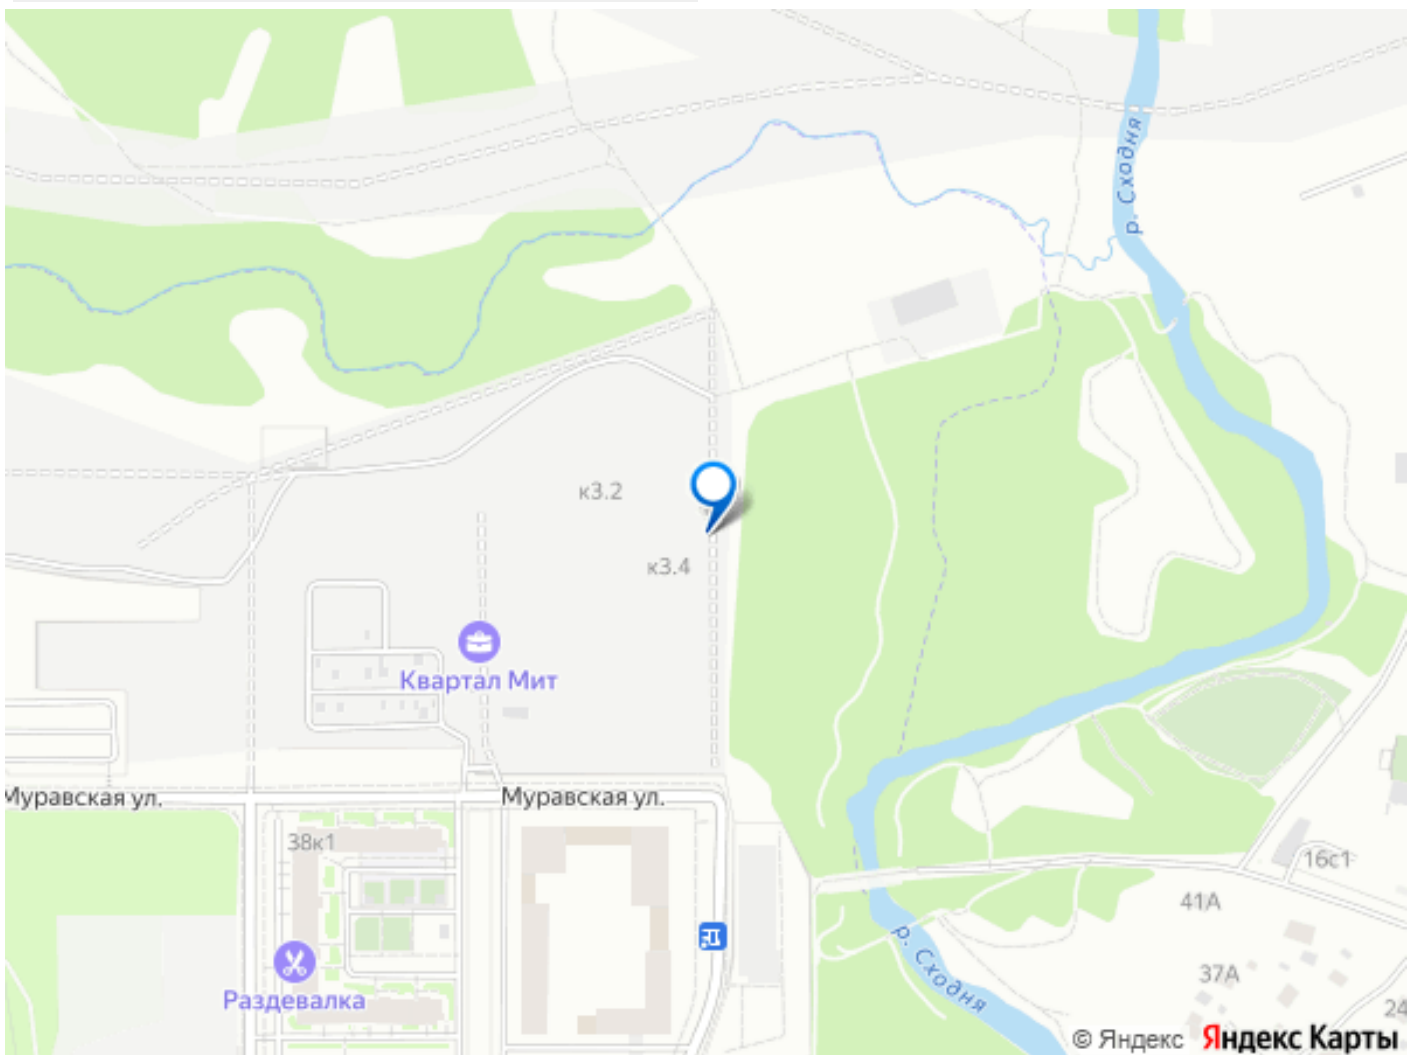 р. Сходня
к3.2
к3.4
Квартал Мит
Муравская ул.
Муравская ул.
38к1
16с1
41А
р. Сходня
37А
Раздевалка
24
© Яндекс Яндекс Карты